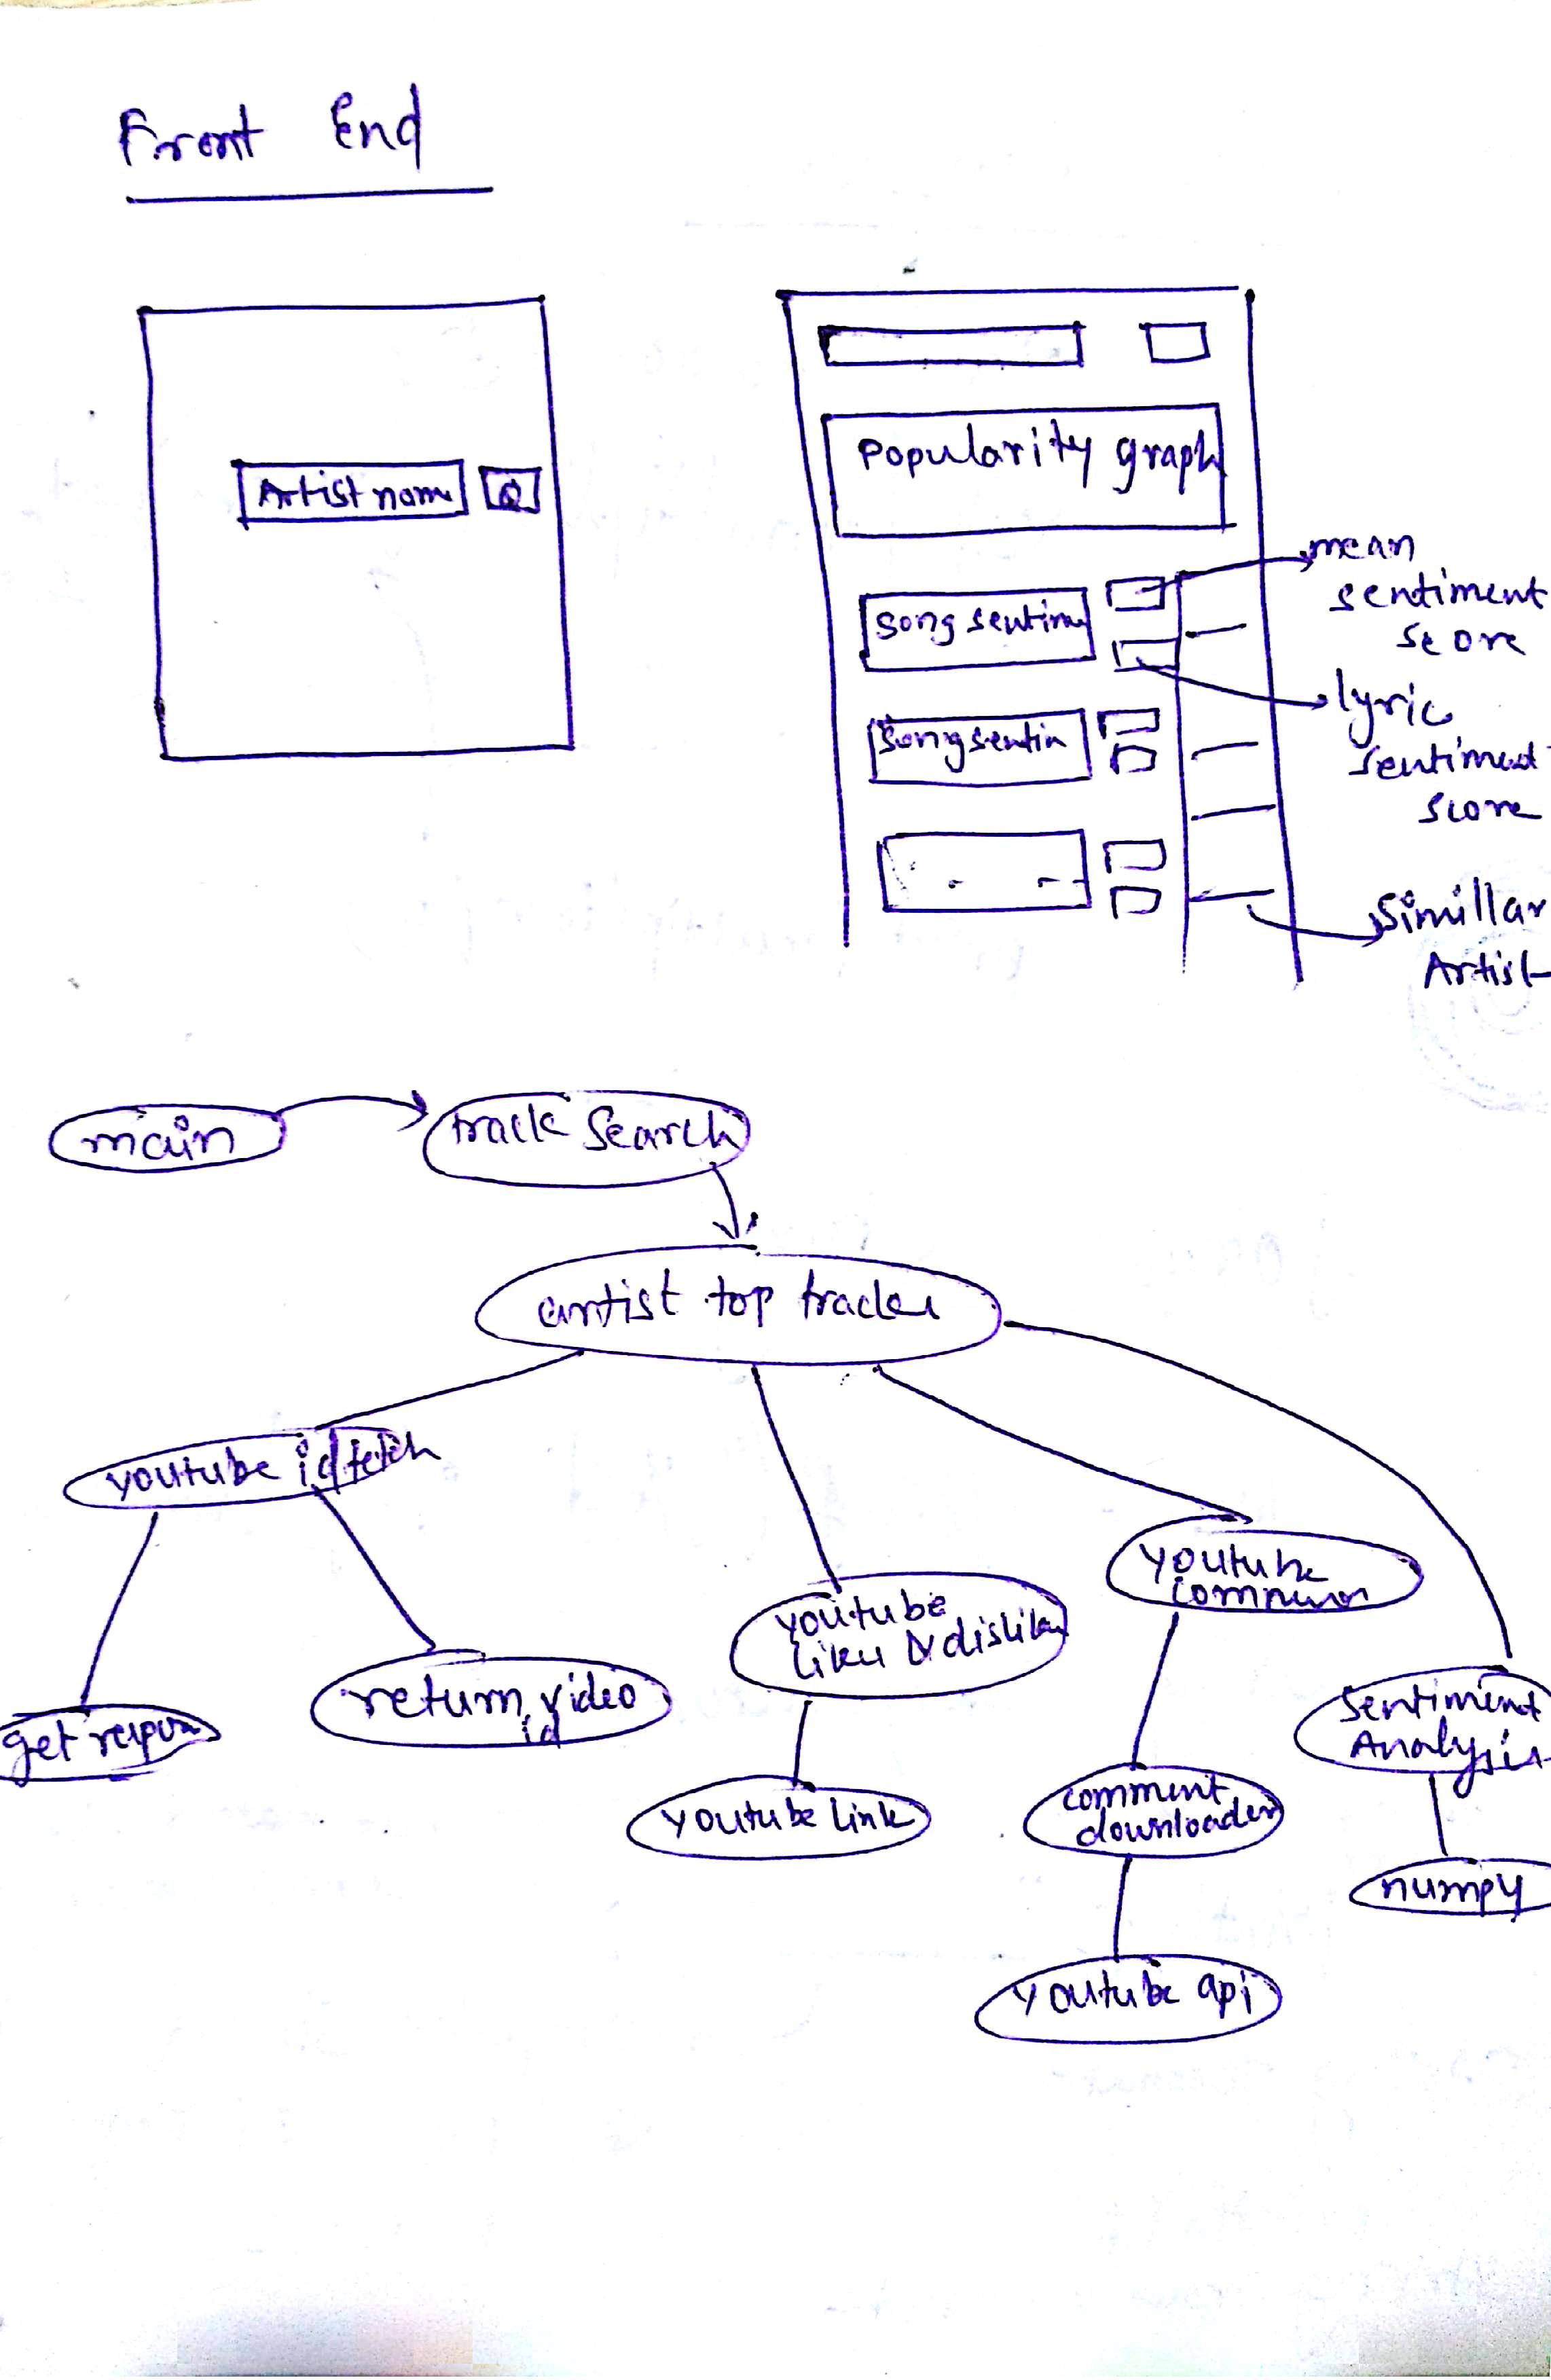 Front End
Artist name
Popularity graph
mean
sentiment
score
song sentim
lyric
sentiment
score
song sentin
Simillar
Artist
main
track Search
artist top tracks
youtube id fetch
youtube
youtube
likes & dislikes
return video
id
get
Sentiment
Analysis
comment
downloader
youtube link
numpy
youtube api